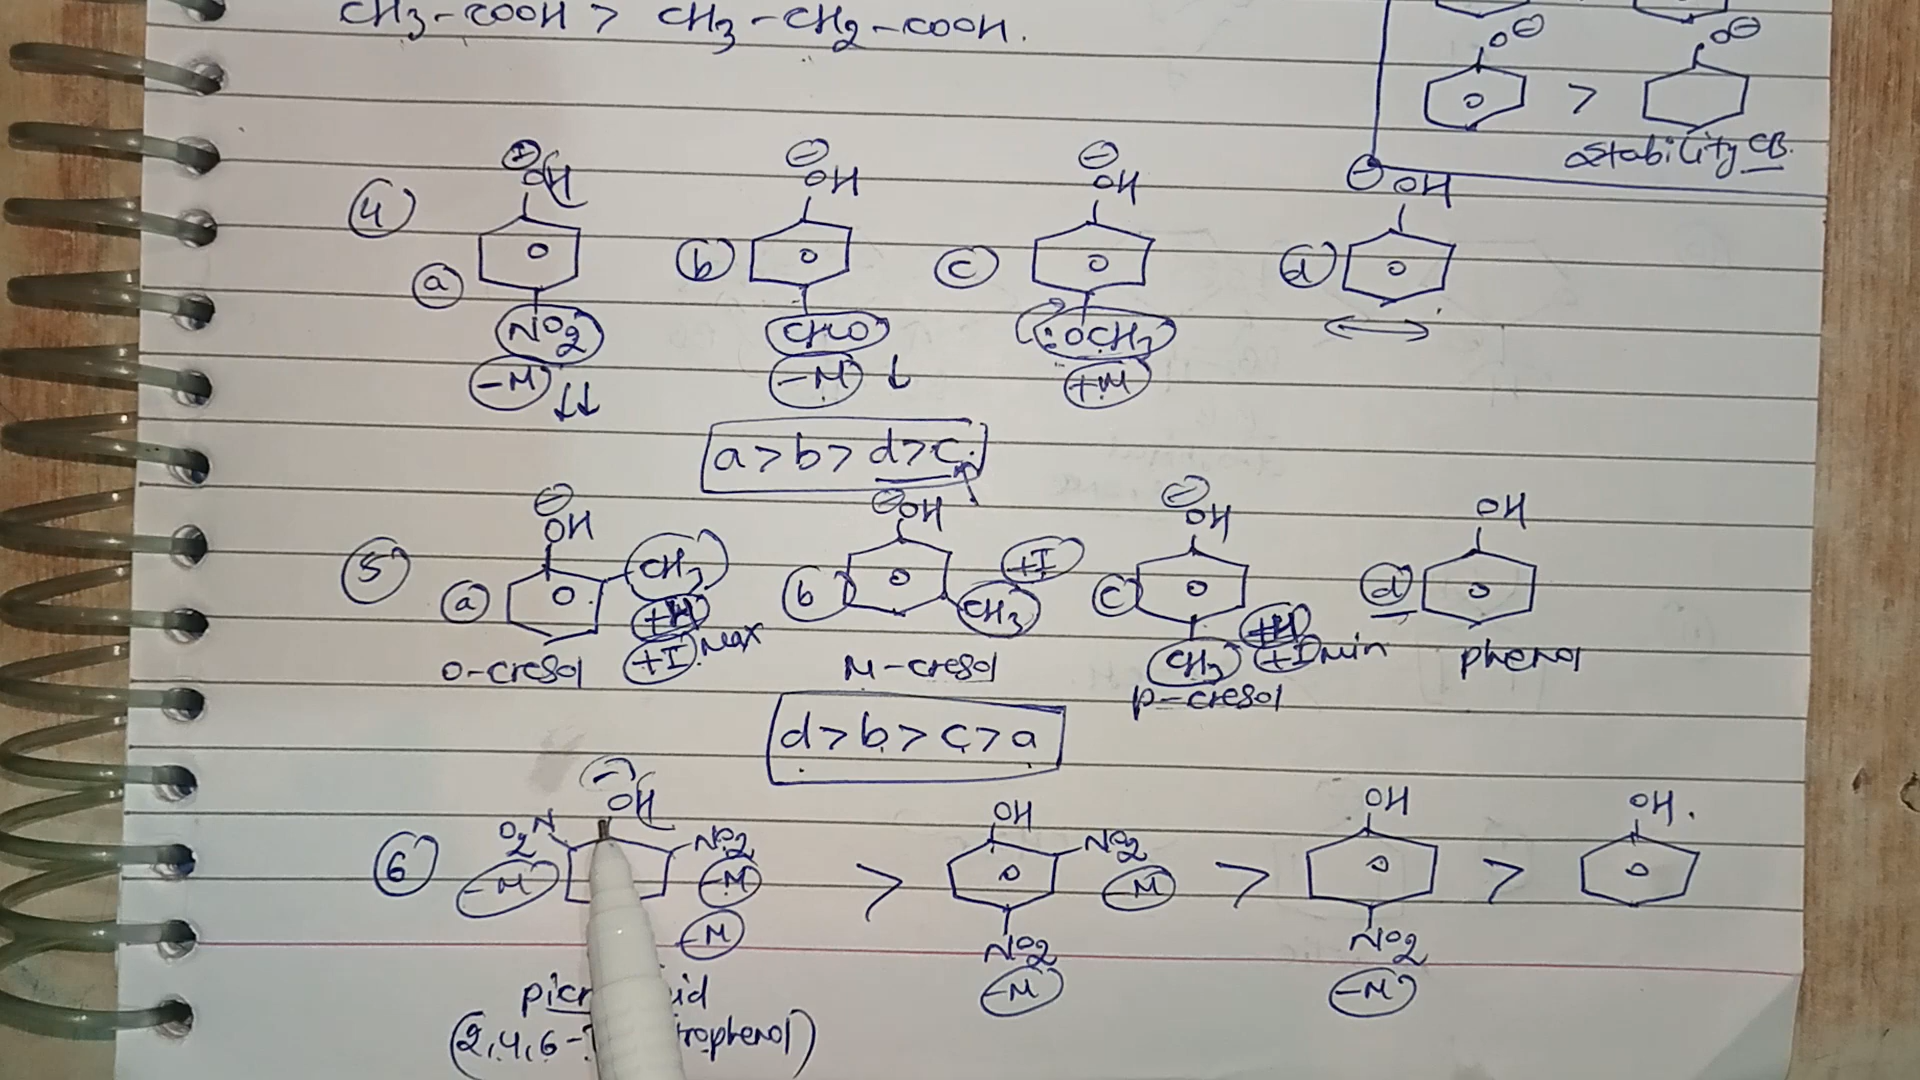 CH3-COOH > CH3-CH2-COOH.
O⊖ O⊖
>
Stability CB.
⊖ ⊖ ⊖ ⊖
OH OH OH OH
4
a b c d
NO2 CHO :OCH3
-M ↓↓ -M ↓ +M
a>b>d>c.
⊖ ⊖ ⊖
OH OH OH OH
5 a CH3 b +I c d
+H CH3 +H
+I max CH3 +I min
o-cresol M-cresol p-cresol phenol
d>b>c>a
⊖
OH OH OH OH.
6 O2N NO2 > NO2 > >
-M -M -M
-M NO2 NO2
-M -M
(2,4,6-